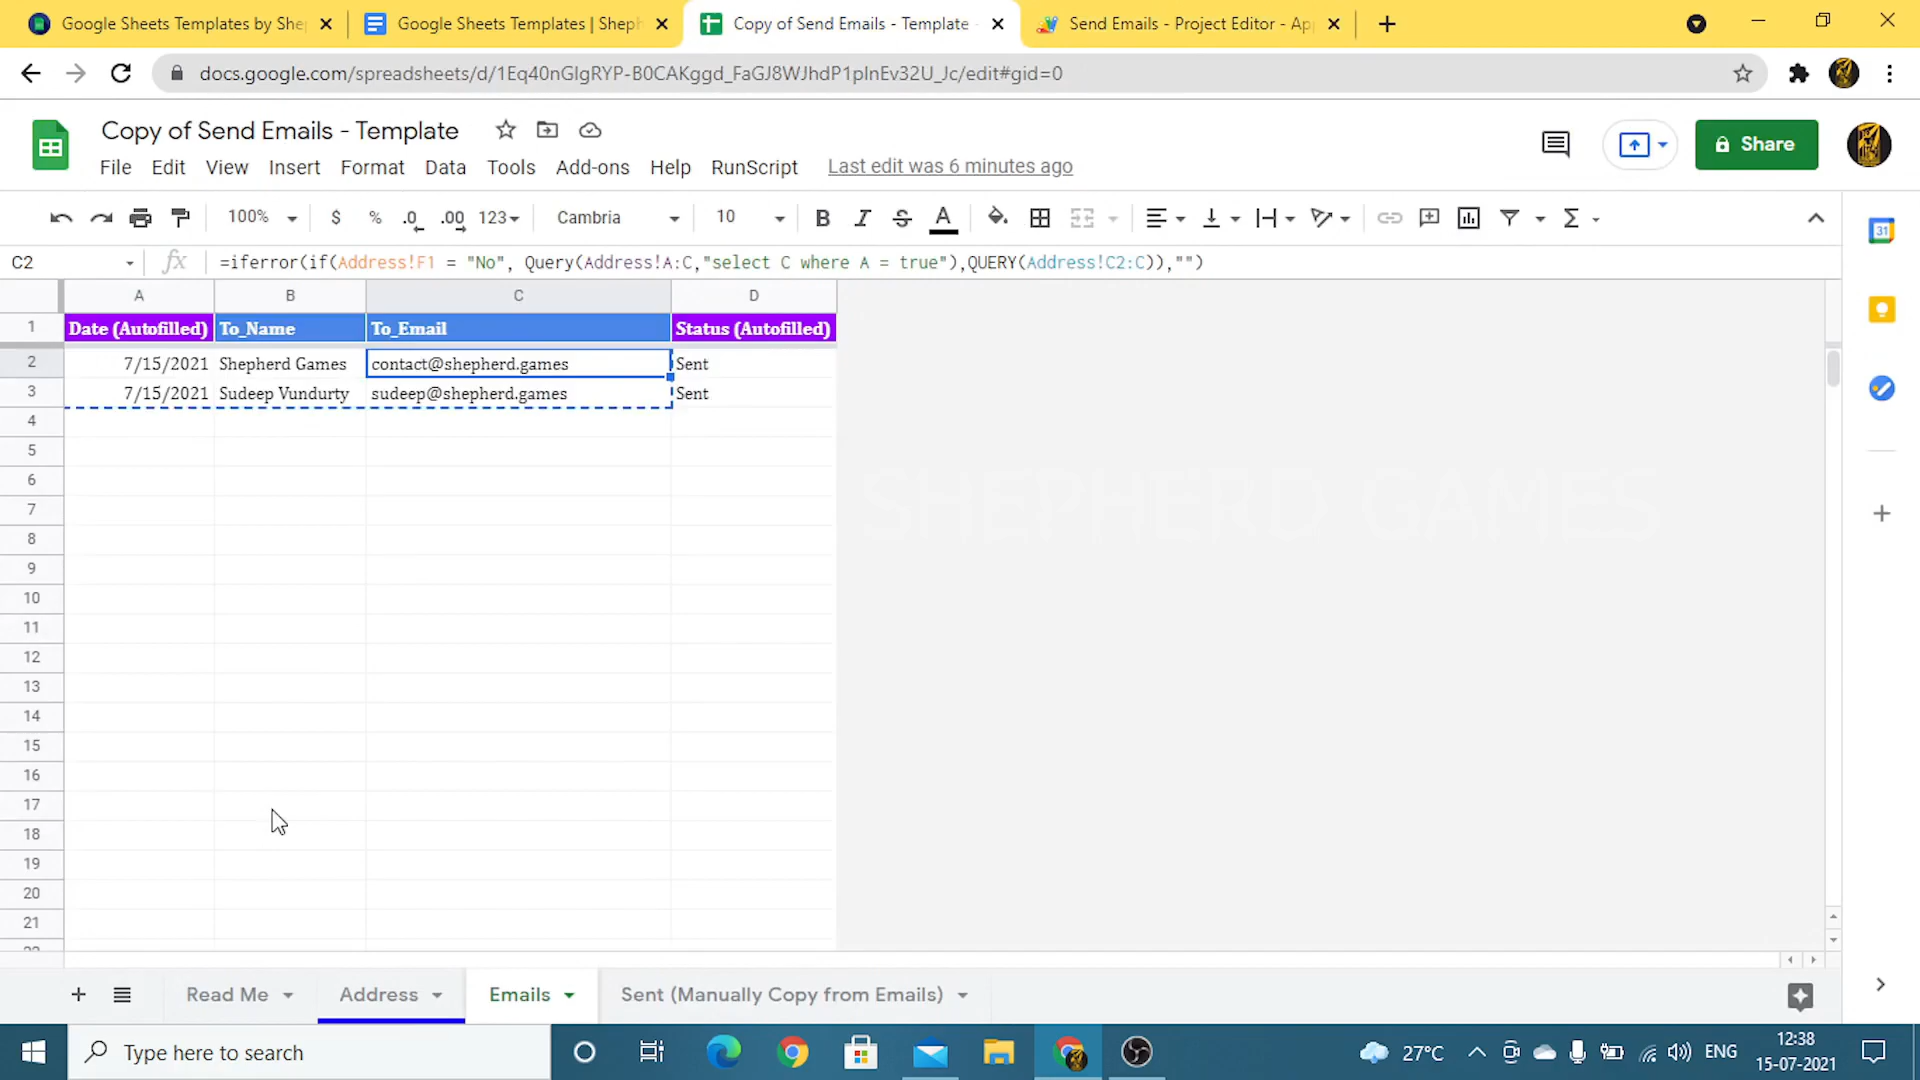 Google Sheets Templates by She
Google Sheets Templates | Sheph
Copy of Send Emails - Template -
Send Emails - Project Editor - Ap
docs.google.com/spreadsheets/d/1Eq40nGIgRYP-B0CAKggd_FaGJ8WJhdP1pInEv32U_Jc/edit#gid=0
Copy of Send Emails - Template
File Edit View Insert Format Data Tools Add-ons Help RunScript Last edit was 6 minutes ago
Share
100% $ % .0 .00 123 Cambria 10 B I S A
C2 fx =iferror(if(Address!F1 = "No", Query(Address!A:C,"select C where A = true"),QUERY(Address!C2:C)),"")
A B C D
1 Date (Autofilled) To_Name To_Email Status (Autofilled)
2 7/15/2021 Shepherd Games contact@shepherd.games Sent
3 7/15/2021 Sudeep Vundurty sudeep@shepherd.games Sent
4
5
6
7
8
9
10
11
12
13
14
15
16
17
18
19
20
21
22
SHEPHERD GAMES
31
Read Me Address Emails Sent (Manually Copy from Emails)
Type here to search
27°C ENG
12:38
15-07-2021